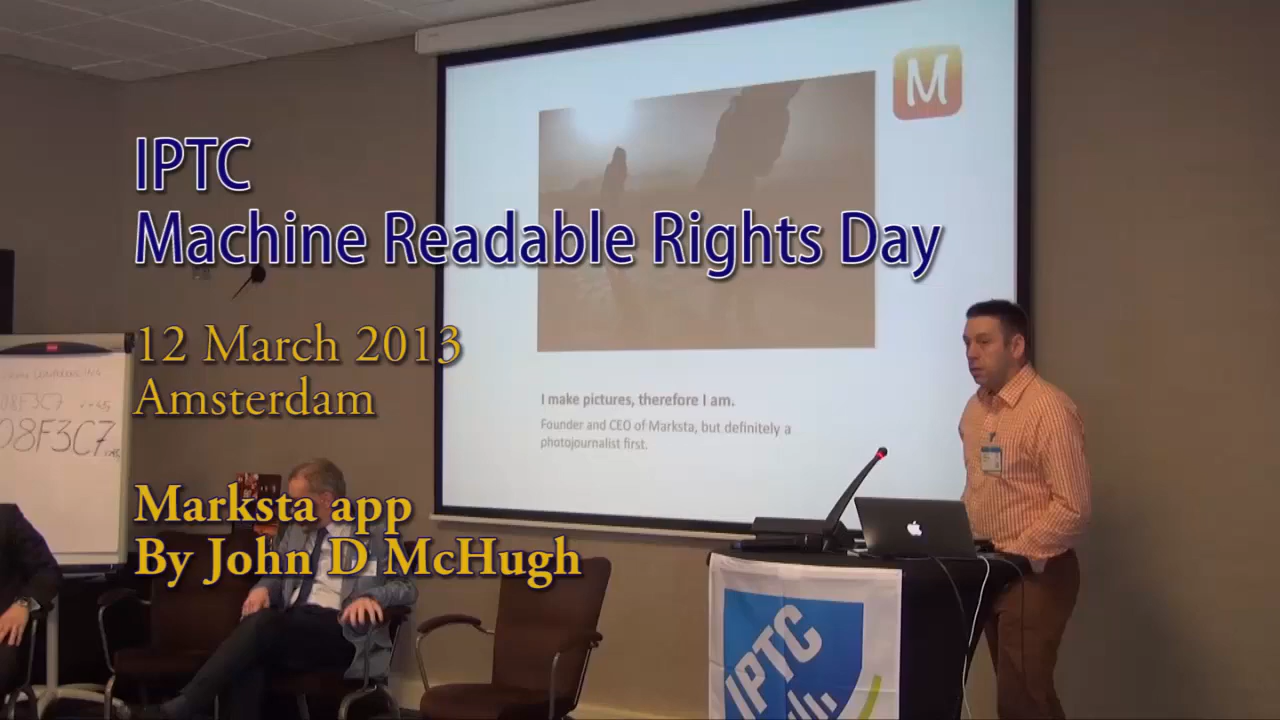 IPTC
Machine Readable Rights Day
12 March 2013
Amsterdam
Marksta app
By John D McHugh
M
I make pictures, therefore I am.
Founder and CEO of Marksta, but definitely a
photojournalist first.
08F3C7
08F3C7
IPTC